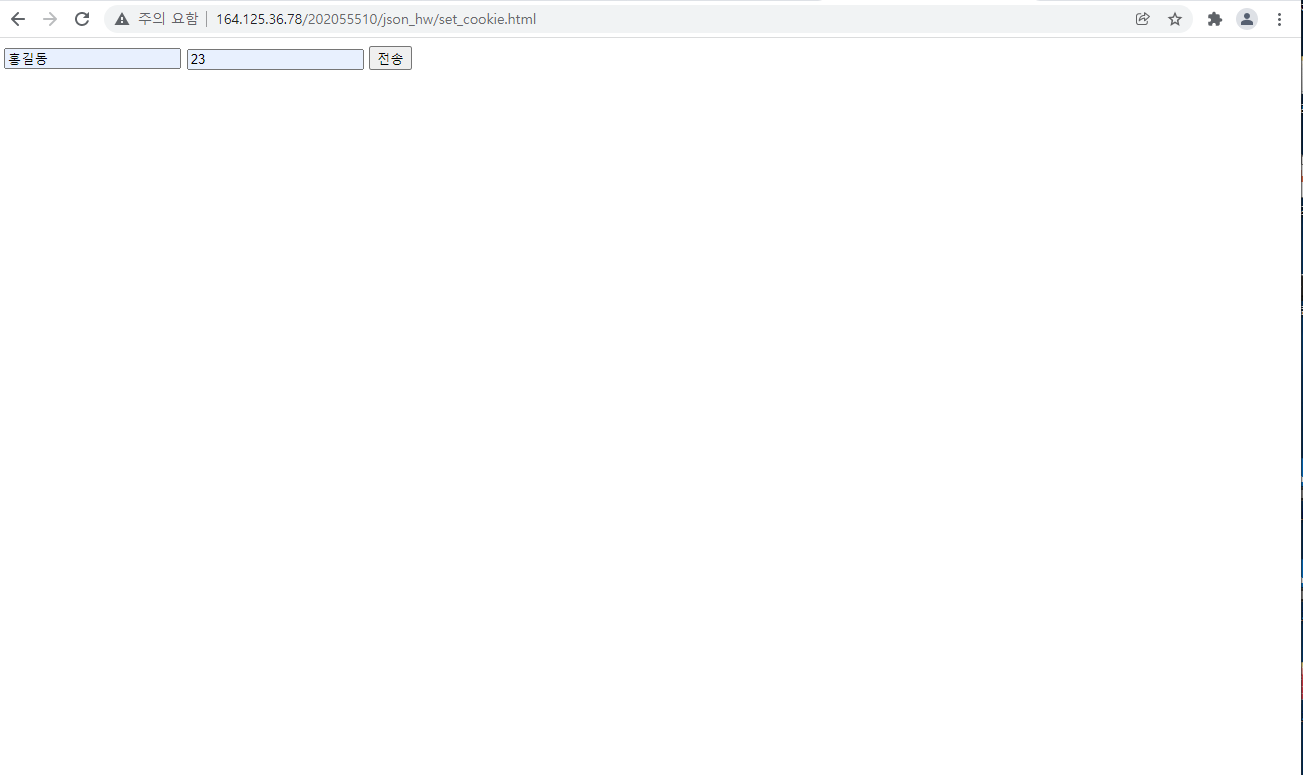 주의 요함 | 164.125.36.78/202055510/json_hw/set_cookie.html
홍길동 23 전송